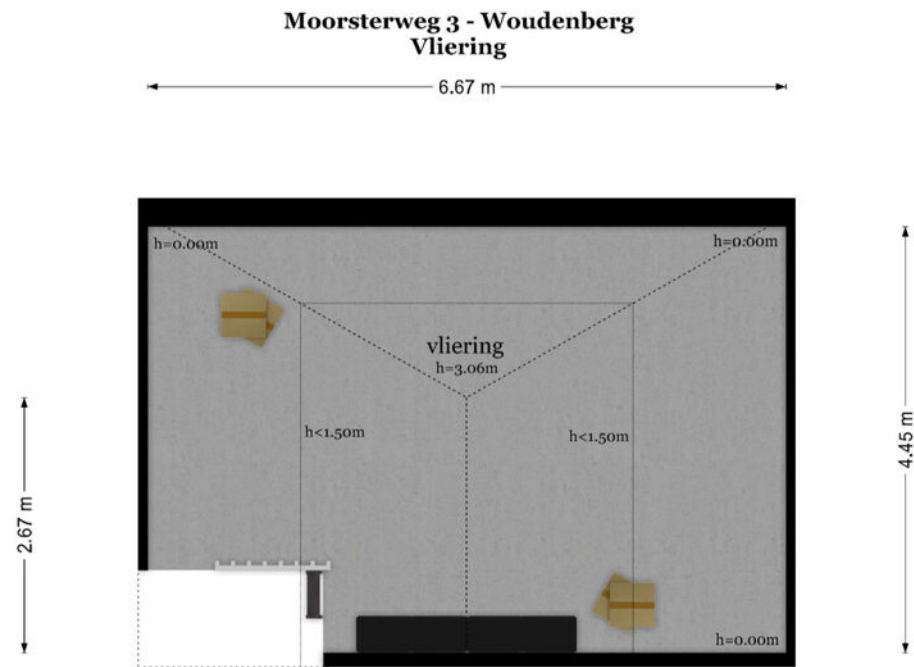 Moorsterweg 3 - Woudenberg
Vliering
6.67 m
h=0.00m
h=0.00m
vliering
h=3.06m
h<1.50m
h<1.50m
2.67 m
4.45 m
h=0.00m